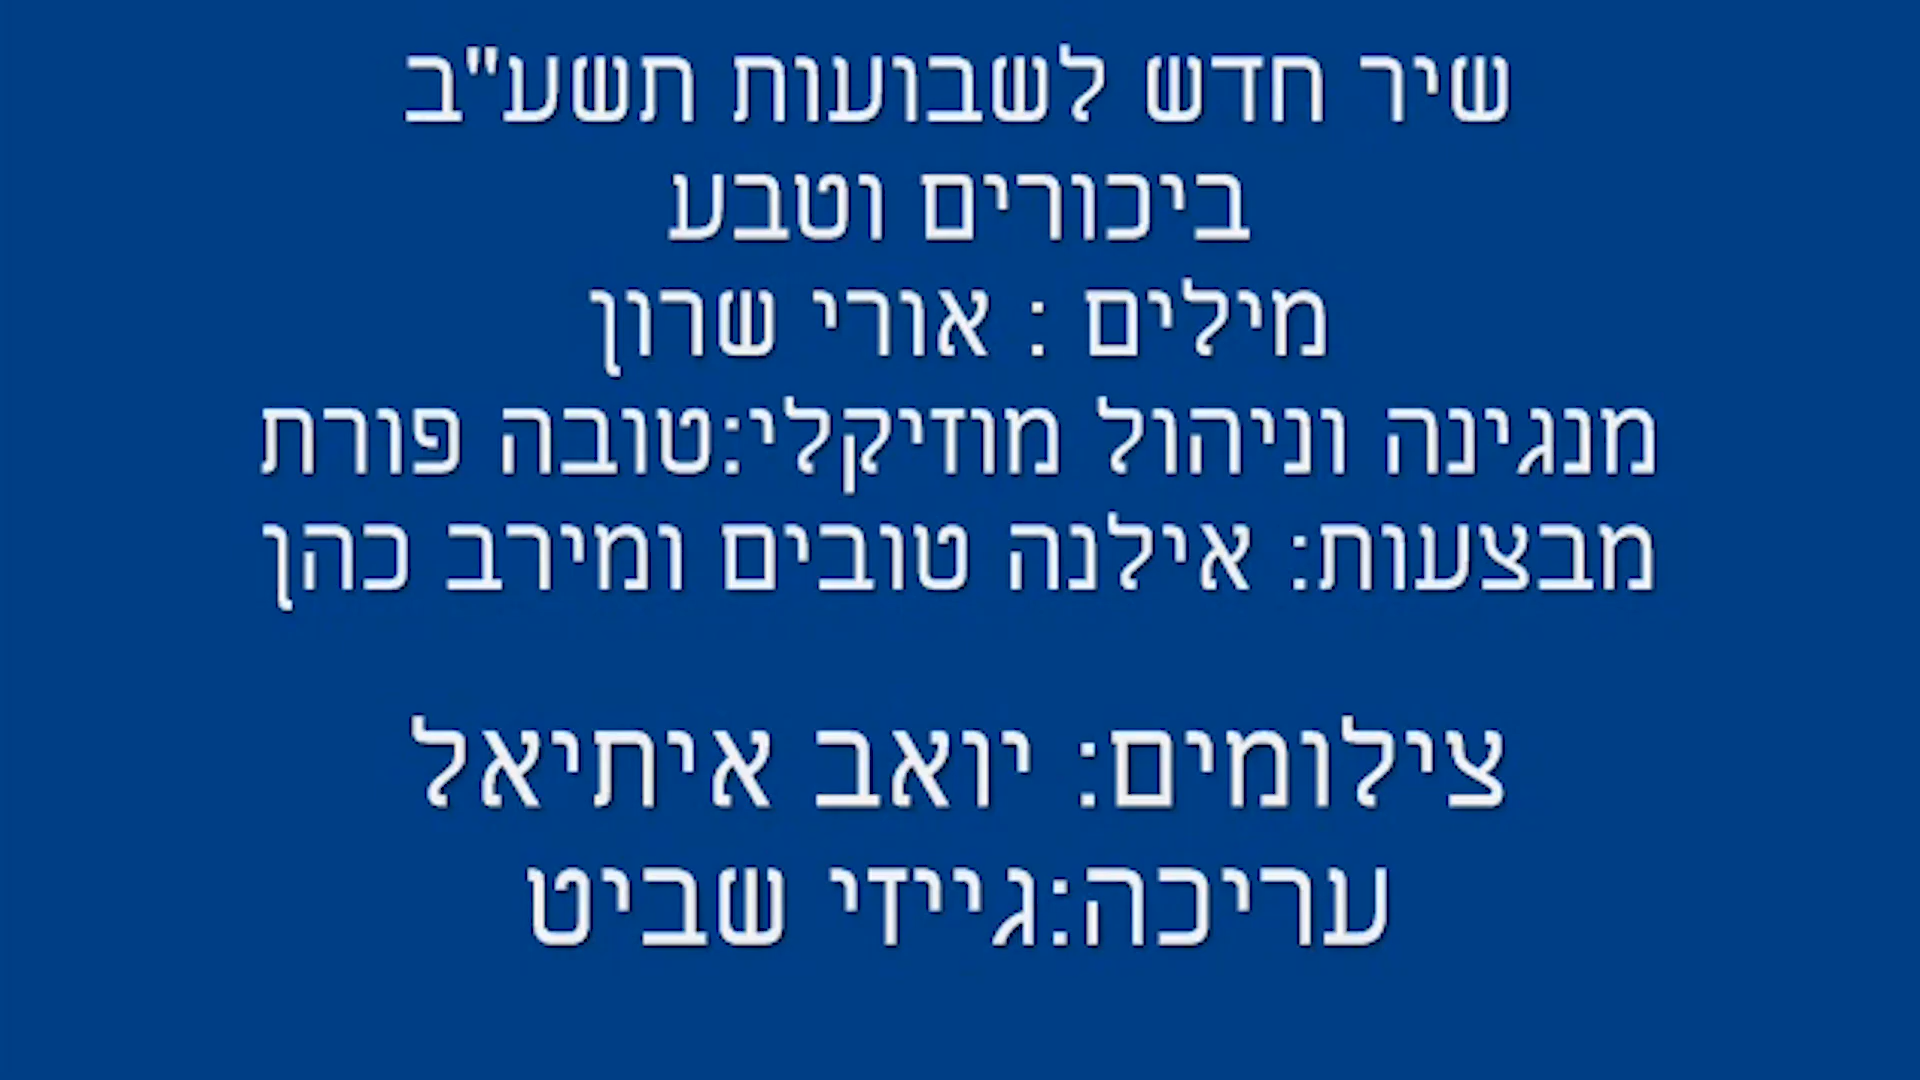 שיר חדש לשבועות תשע"ב
ביכורים וטבע
מילים : אורי שרון
מנגינה וניהול מוזיקלי:טובה פורת
מבצעות: אילנה טובים ומירב כהן
צילומים: יואב איתיאל
עריכה:גיידי שביט